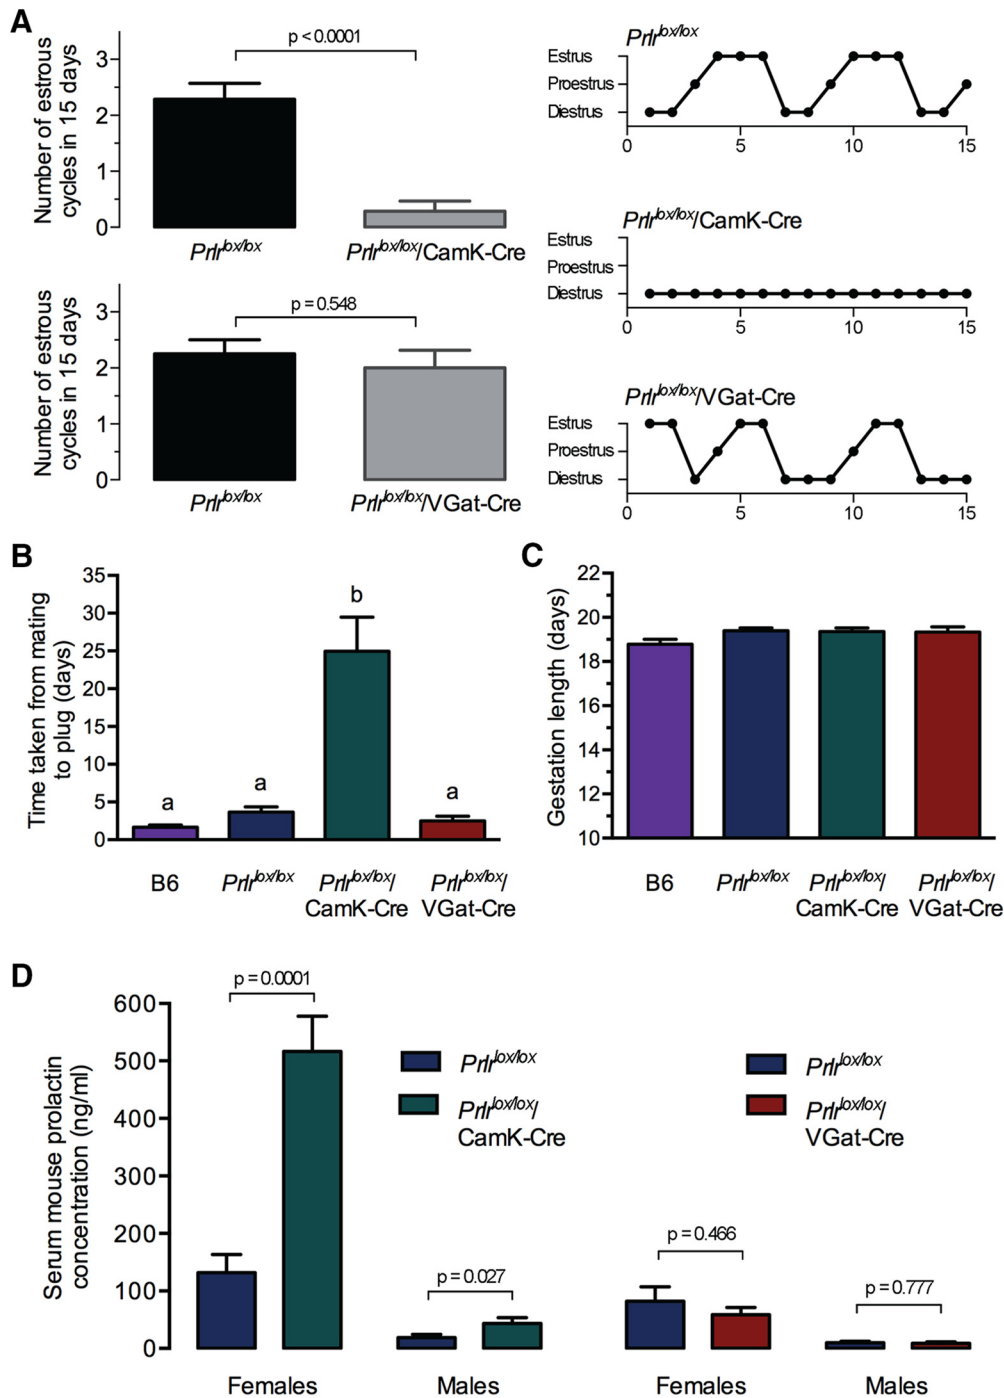 A
p < 0.0001
Number of estrous
cycles in 15 days
3
2
1
0
Prlr^lox/lox
Prlr^lox/lox/CamK-Cre
Prlr^lox/lox
Estrus
Proestrus
Diestrus
0 5 10 15
Prlr^lox/lox/CamK-Cre
Estrus
Proestrus
Diestrus
0 5 10 15
p = 0.548
Number of estrous
cycles in 15 days
3
2
1
0
Prlr^lox/lox
Prlr^lox/lox/VGat-Cre
Prlr^lox/lox/VGat-Cre
Estrus
Proestrus
Diestrus
0 5 10 15
B
Time taken from mating
to plug (days)
35
30
25
20
15
10
5
0
a
a
b
a
B6
Prlr^lox/lox
Prlr^lox/lox/
CamK-Cre
Prlr^lox/lox/
VGat-Cre
C
Gestation length (days)
22
20
18
16
14
12
10
B6
Prlr^lox/lox
Prlr^lox/lox/
CamK-Cre
Prlr^lox/lox/
VGat-Cre
D
Serum mouse prolactin
concentration (ng/ml)
600
500
400
300
200
100
0
p = 0.0001
p = 0.027
p = 0.466
p = 0.777
Prlr^lox/lox
Prlr^lox/lox/
CamK-Cre
Prlr^lox/lox
Prlr^lox/lox/
VGat-Cre
Females
Males
Females
Males